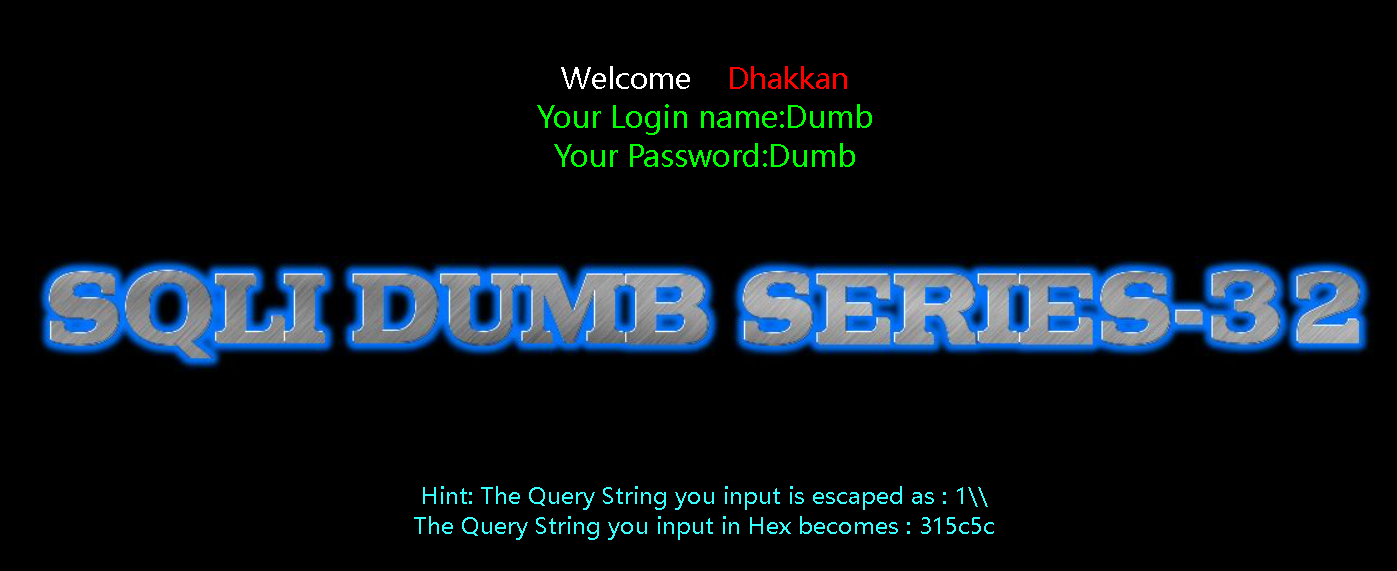 Welcome Dhakkan
Your Login name:Dumb
Your Password:Dumb
SQLI DUMB SERIES-32
Hint: The Query String you input is escaped as : 1\\
The Query String you input in Hex becomes : 315c5c